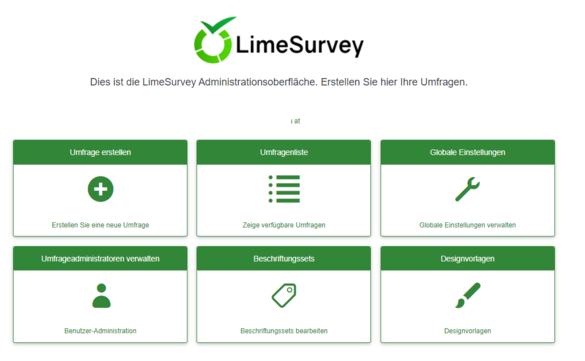 LimeSurvey
Dies ist die LimeSurvey Administrationsoberfläche. Erstellen Sie hier Ihre Umfragen.
at
Umfrage erstellen
Erstellen Sie eine neue Umfrage
Umfragenliste
Zeige verfügbare Umfragen
Globale Einstellungen
Globale Einstellungen verwalten
Umfrageadministratoren verwalten
Benutzer-Administration
Beschriftungssets
Beschriftungssets bearbeiten
Designvorlagen
Designvorlagen